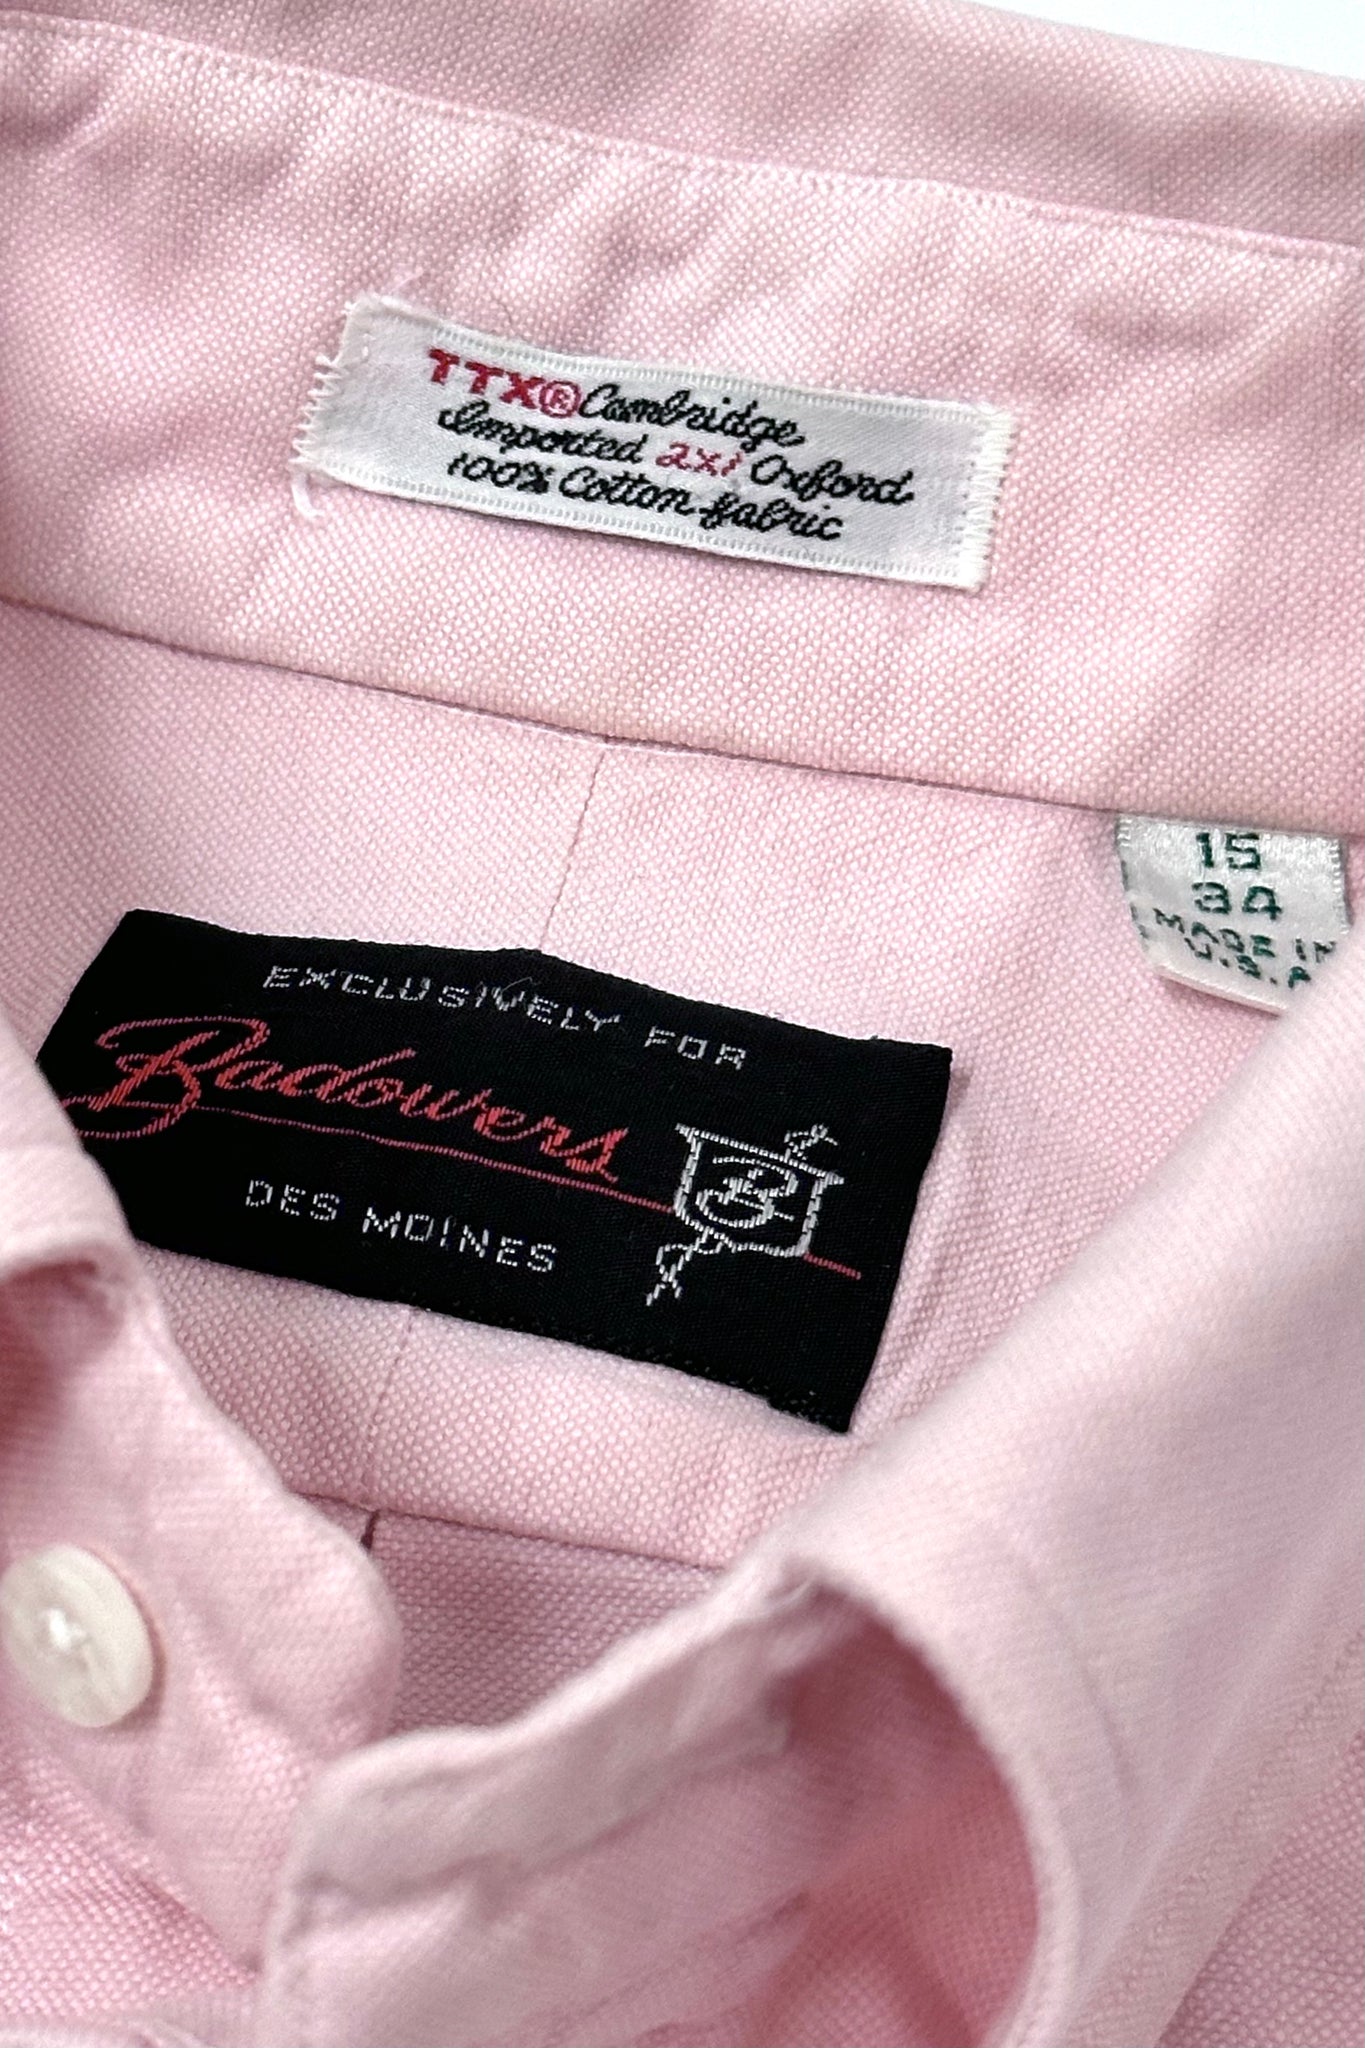 TTX® Cambridge
Imported 2x1 Oxford
100% Cotton fabric
15
34
MADE IN
U.S.A
EXCLUSIVELY FOR
Badowers
DES MOINES
B